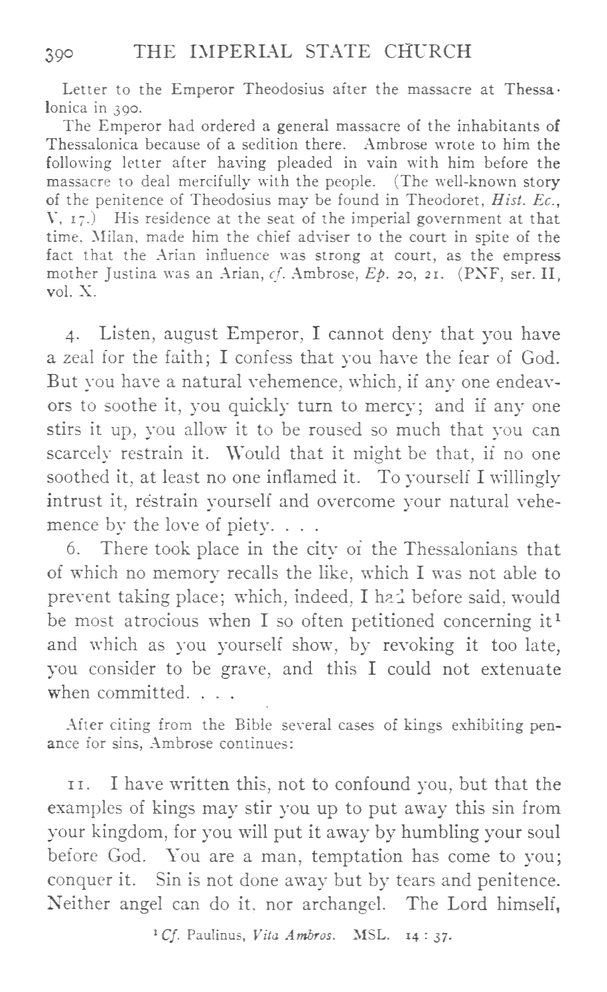 390 THE IMPERIAL STATE CHURCH
Letter to the Emperor Theodosius after the massacre at Thessa-
lonica in 390.
The Emperor had ordered a general massacre of the inhabitants of
Thessalonica because of a sedition there. Ambrose wrote to him the
following letter after having pleaded in vain with him before the
massacre to deal mercifully with the people. (The well-known story
of the penitence of Theodosius may be found in Theodoret, Hist. Ec.,
V, 17.) His residence at the seat of the imperial government at that
time, Milan, made him the chief adviser to the court in spite of the
fact that the Arian influence was strong at court, as the empress
mother Justina was an Arian, cf. Ambrose, Ep. 20, 21. (PNF, ser. II,
vol. X.
4. Listen, august Emperor, I cannot deny that you have
a zeal for the faith; I confess that you have the fear of God.
But you have a natural vehemence, which, if any one endeav-
ors to soothe it, you quickly turn to mercy; and if any one
stirs it up, you allow it to be roused so much that you can
scarcely restrain it. Would that it might be that, if no one
soothed it, at least no one inflamed it. To yourself I willingly
intrust it, restrain yourself and overcome your natural vehe-
mence by the love of piety. . . .
6. There took place in the city of the Thessalonians that
of which no memory recalls the like, which I was not able to
prevent taking place; which, indeed, I had before said, would
be most atrocious when I so often petitioned concerning it¹
and which as you yourself show, by revoking it too late,
you consider to be grave, and this I could not extenuate
when committed. . . .
After citing from the Bible several cases of kings exhibiting pen-
ance for sins, Ambrose continues:
11. I have written this, not to confound you, but that the
examples of kings may stir you up to put away this sin from
your kingdom, for you will put it away by humbling your soul
before God. You are a man, temptation has come to you;
conquer it. Sin is not done away but by tears and penitence.
Neither angel can do it, nor archangel. The Lord himself,
¹ Cf. Paulinus, Vita Ambros. MSL. 14 : 37.